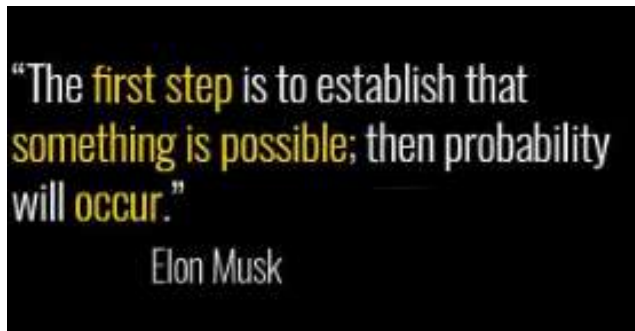 “The first step is to establish that
something is possible; then probability
will occur.”
Elon Musk